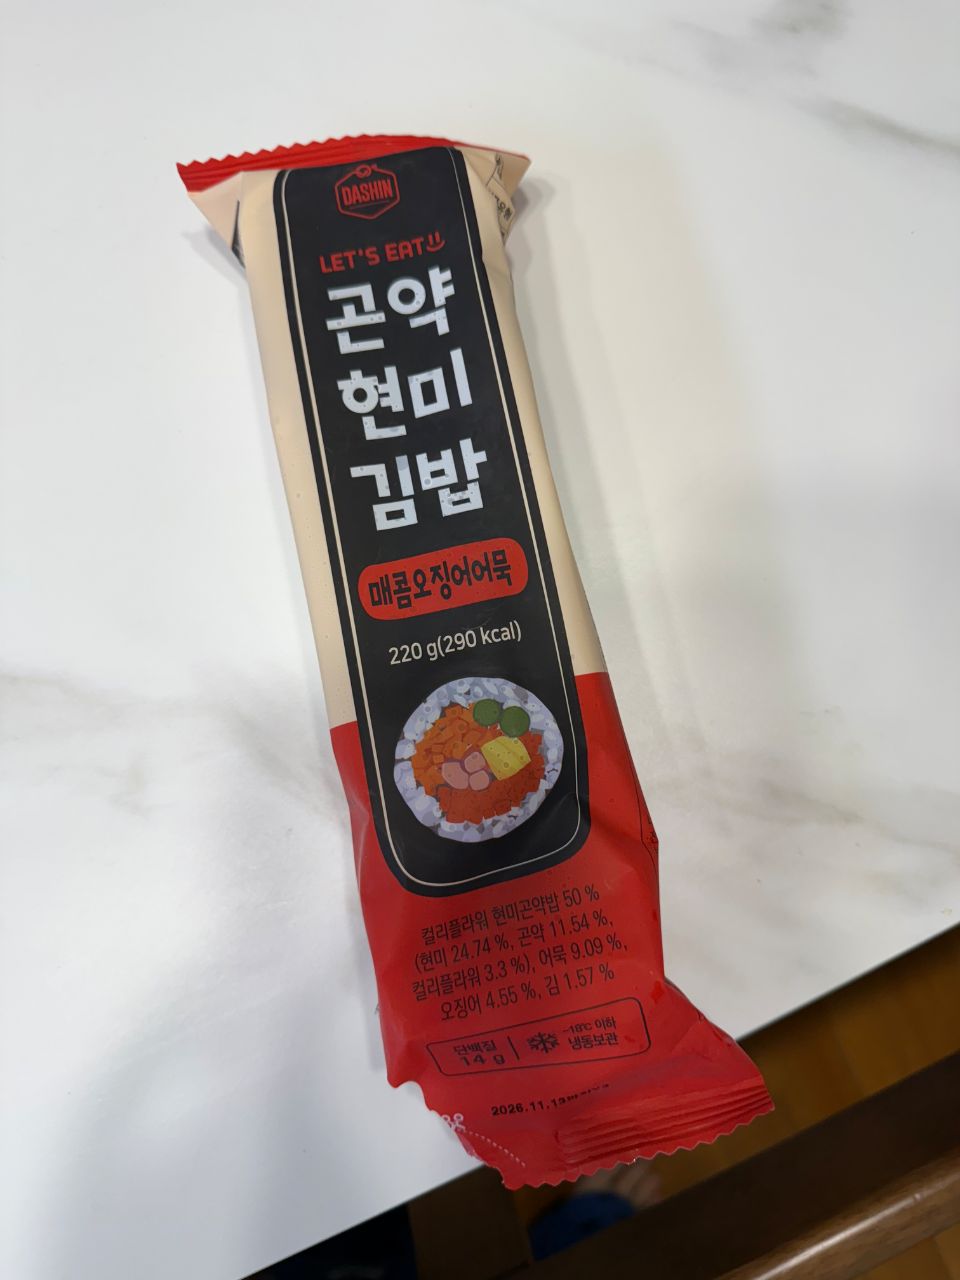 DASHIN
LET'S EAT
곤약
현미
김밥
매콤오징어어묵
220 g(290 kcal)
컬리플라워 현미곤약밥 50 %
(현미 24.74 %, 곤약 11.54 %,
컬리플라워 3.3 %), 어묵 9.09 %,
오징어 4.55 %, 김 1.57 %
단백질
14 g
-18℃ 이하
냉동보관
2026.11.13